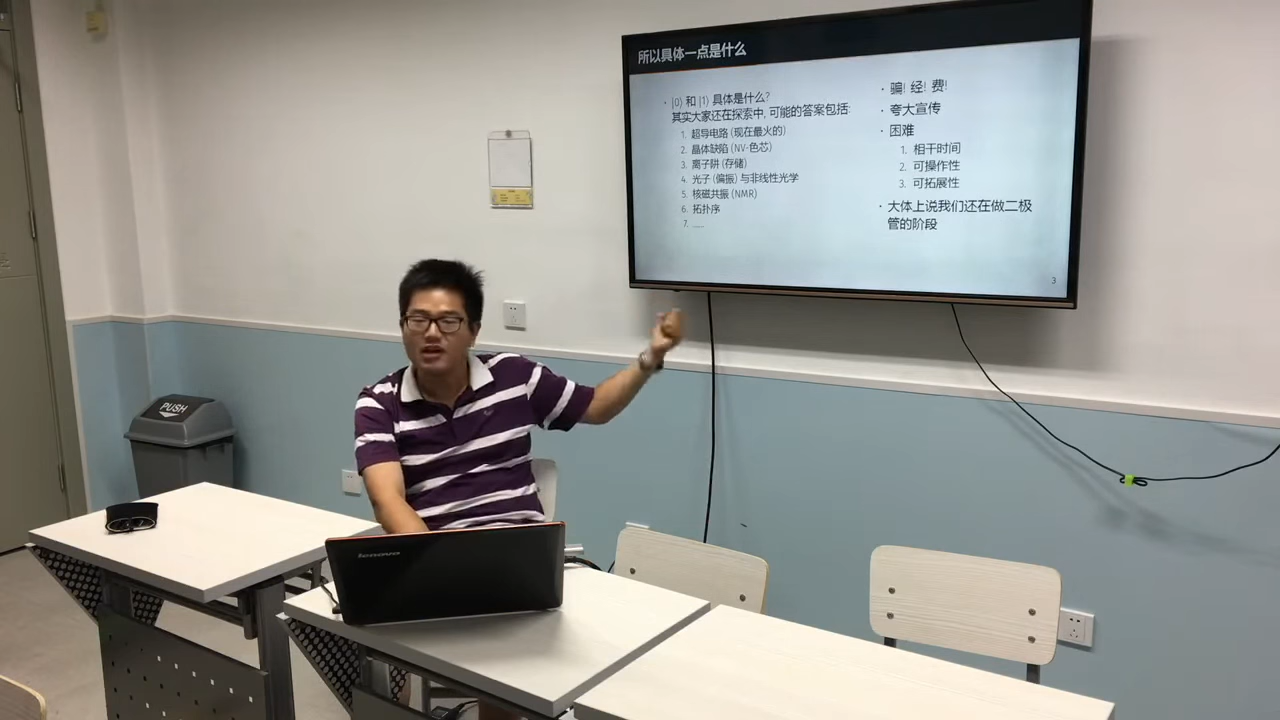 所以具体一点是什么
· |0⟩ 和 |1⟩ 具体是什么?
其实大家还在探索中, 可能的答案包括:
1. 超导电路 (现在最火的)
2. 晶体缺陷 (NV-色芯)
3. 离子阱 (存储)
4. 光子 (偏振) 与非线性光学
5. 核磁共振 (NMR)
6. 拓扑序
7. ......
· 骗! 经! 费!
· 夸大宣传
· 困难
1. 相干时间
2. 可操作性
3. 可拓展性
· 大体上说我们还在做二极
管的阶段
3
PUSH
lenovo